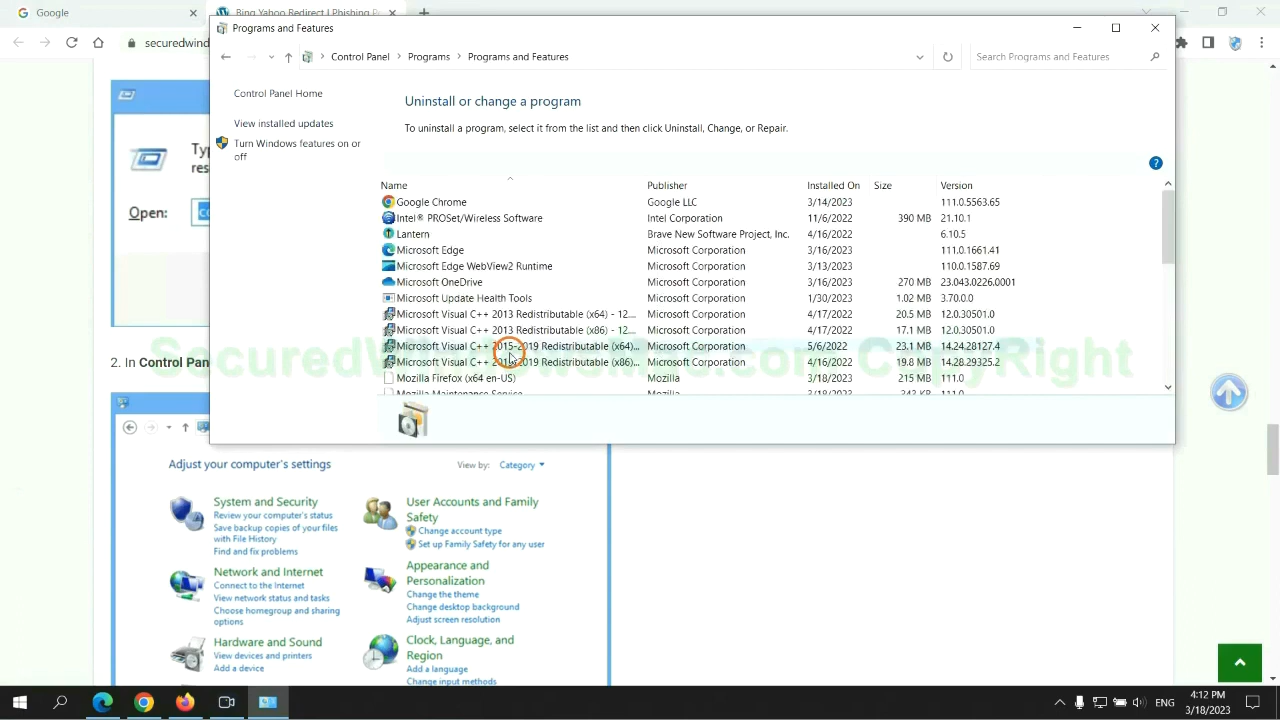 Google
Bing Yahoo Redirect | Phishing P
securedwin
Programs and Features
Control Panel
Programs
Programs and Features
Search Programs and Features
Control Panel Home
View installed updates
Turn Windows features on or
off
Uninstall or change a program
To uninstall a program, select it from the list and then click Uninstall, Change, or Repair.
Name Publisher Installed On Size Version
Google Chrome Google LLC 3/14/2023 111.0.5563.65
Intel® PROSet/Wireless Software Intel Corporation 11/6/2022 390 MB 21.10.1
Lantern Brave New Software Project, Inc. 4/16/2022 6.10.5
Microsoft Edge Microsoft Corporation 3/16/2023 111.0.1661.41
Microsoft Edge WebView2 Runtime Microsoft Corporation 3/13/2023 110.0.1587.69
Microsoft OneDrive Microsoft Corporation 3/16/2023 270 MB 23.043.0226.0001
Microsoft Update Health Tools Microsoft Corporation 1/30/2023 1.02 MB 3.70.0.0
Microsoft Visual C++ 2013 Redistributable (x64) - 12.... Microsoft Corporation 4/17/2022 20.5 MB 12.0.30501.0
Microsoft Visual C++ 2013 Redistributable (x86) - 12.... Microsoft Corporation 4/17/2022 17.1 MB 12.0.30501.0
Microsoft Visual C++ 2015-2019 Redistributable (x64)... Microsoft Corporation 5/6/2022 23.1 MB 14.24.28127.4
Microsoft Visual C++ 2015-2019 Redistributable (x86)... Microsoft Corporation 4/16/2022 19.8 MB 14.28.29325.2
Mozilla Firefox (x64 en-US) Mozilla 3/18/2023 215 MB 111.0
Mozilla Maintenance Service Mozilla 3/18/2023 343 KB 111.0
Ty
res
Open:
2. In Control Pan
Adjust your computer's settings
View by: Category
System and Security
Review your computer's status
Save backup copies of your files
with File History
Find and fix problems
Network and Internet
Connect to the Internet
View network status and tasks
Choose homegroup and sharing
options
Hardware and Sound
View devices and printers
Add a device
User Accounts and Family
Safety
Change account type
Set up Family Safety for any user
Appearance and
Personalization
Change the theme
Change desktop background
Adjust screen resolution
Clock, Language, and
Region
Add a language
Change input methods
ENG
4:12 PM
3/18/2023